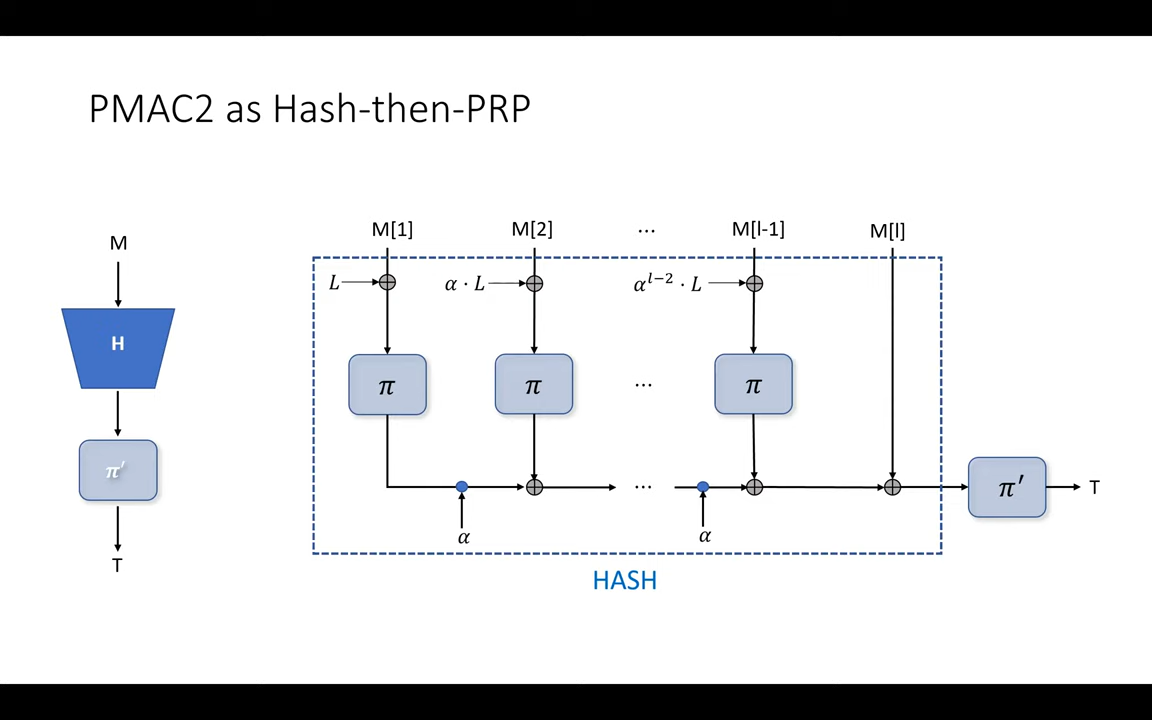 PMAC2 as Hash-then-PRP
M
H
π′
T
M[1] M[2] ... M[l-1] M[l]
L α · L α^{l−2} · L
π π ... π
...
α α
π′ T
HASH